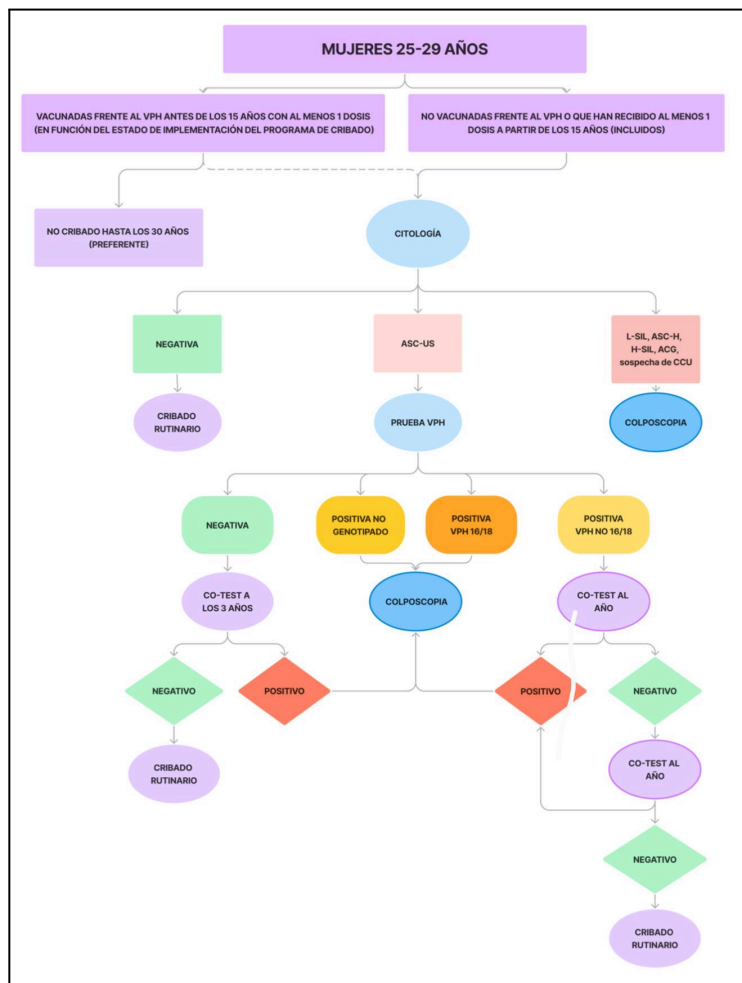 MUJERES 25-29 AÑOS
VACUNADAS FRENTE AL VPH ANTES DE LOS 15 AÑOS CON AL MENOS 1 DOSIS
(EN FUNCIÓN DEL ESTADO DE IMPLEMENTACIÓN DEL PROGRAMA DE CRIBADO)
NO VACUNADAS FRENTE AL VPH O QUE HAN RECIBIDO AL MENOS 1
DOSIS A PARTIR DE LOS 15 AÑOS (INCLUIDOS)
NO CRIBADO HASTA LOS 30 AÑOS
(PREFERENTE)
CITOLOGÍA
NEGATIVA
ASC-US
L-SIL, ASC-H,
H-SIL, ACG,
sospecha de CCU
CRIBADO
RUTINARIO
PRUEBA VPH
COLPOSCOPIA
NEGATIVA
POSITIVA NO
GENOTIPADO
POSITIVA
VPH 16/18
POSITIVA
VPH NO 16/18
CO-TEST A
LOS 3 AÑOS
COLPOSCOPIA
CO-TEST AL
AÑO
NEGATIVO
POSITIVO
POSITIVO
NEGATIVO
CRIBADO
RUTINARIO
CO-TEST AL
AÑO
NEGATIVO
CRIBADO
RUTINARIO